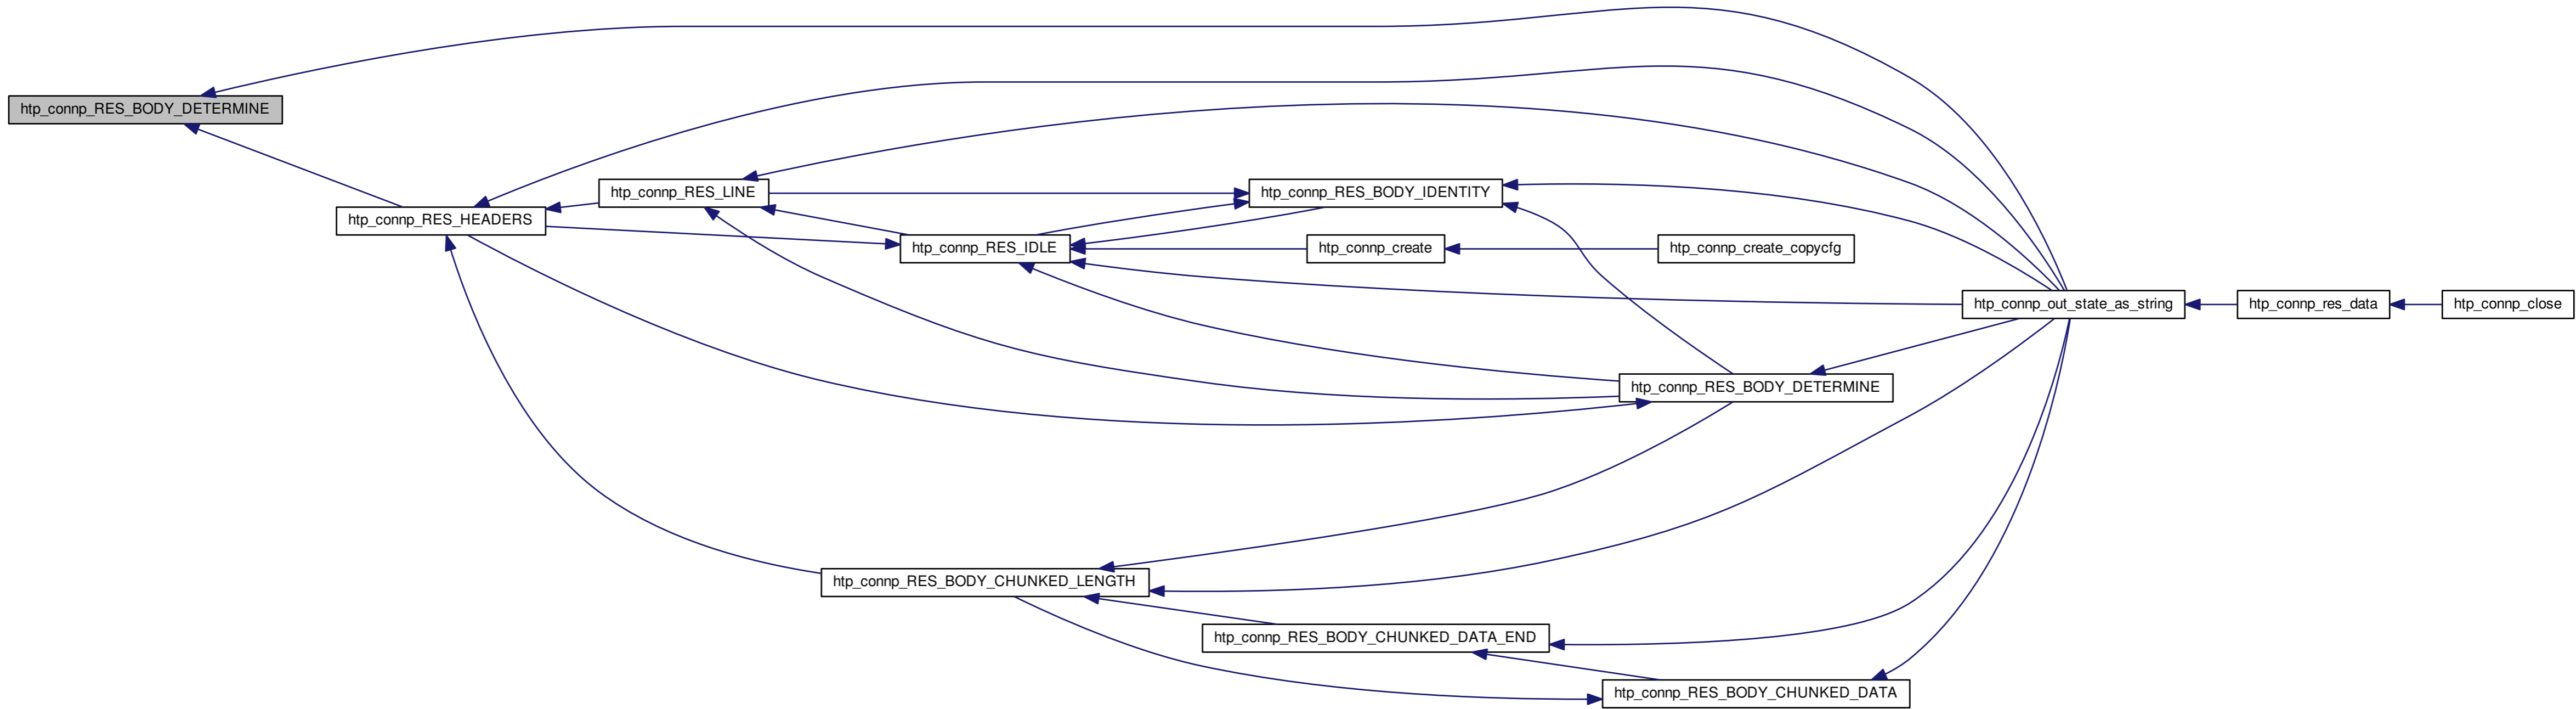 htp_connp_RES_BODY_DETERMINE
htp_connp_RES_HEADERS
htp_connp_RES_LINE
htp_connp_RES_BODY_IDENTITY
htp_connp_RES_IDLE
htp_connp_create
htp_connp_create_copycfg
htp_connp_out_state_as_string
htp_connp_res_data
htp_connp_close
htp_connp_RES_BODY_DETERMINE
htp_connp_RES_BODY_CHUNKED_LENGTH
htp_connp_RES_BODY_CHUNKED_DATA_END
htp_connp_RES_BODY_CHUNKED_DATA